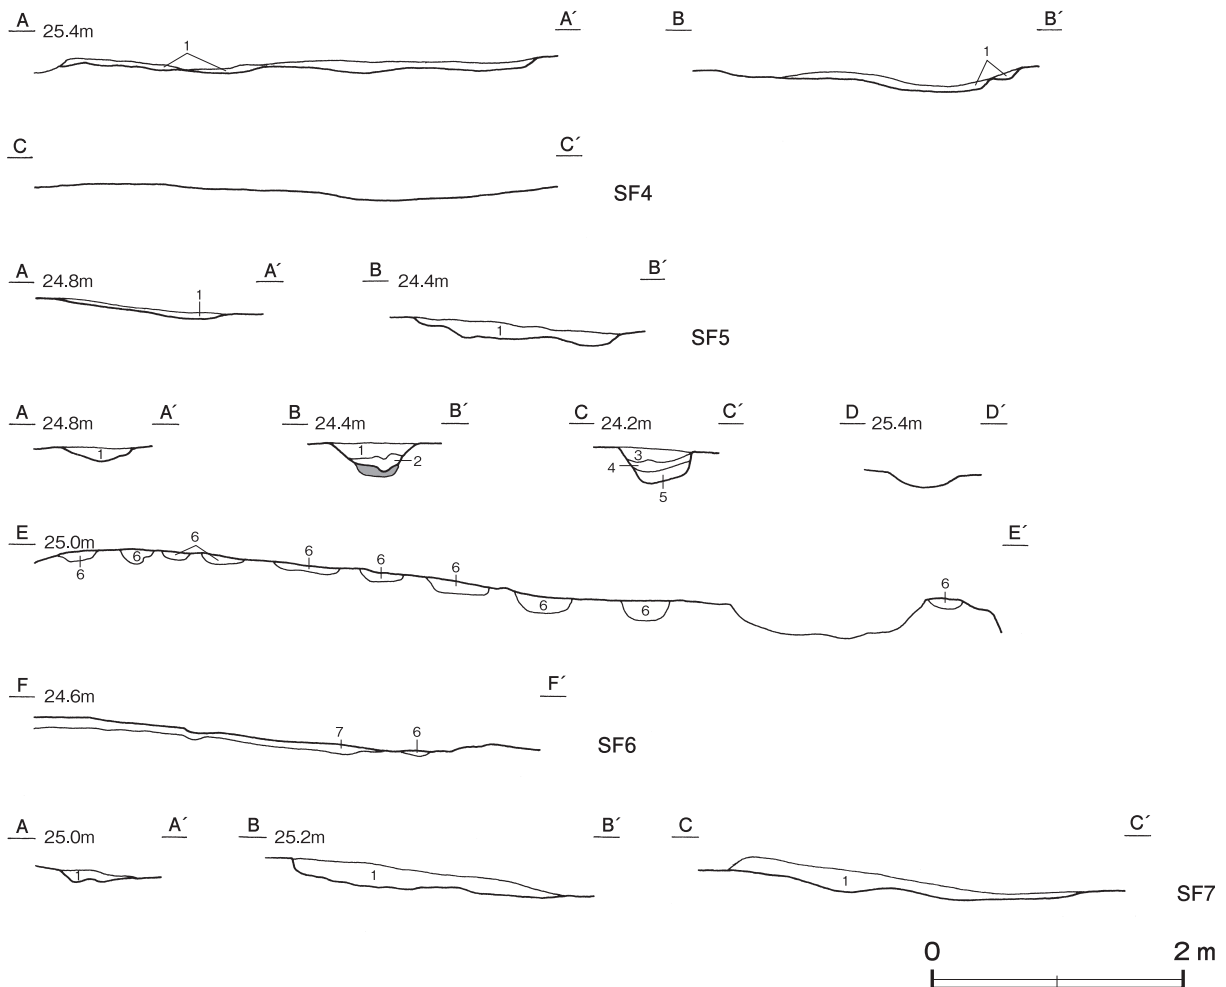 A 25.4m A´ B B´
1 1
C C´
SF4
A 24.8m A´ B 24.4m B´
1 1
SF5
A 24.8m A´ B 24.4m B´ C 24.2m C´ D 25.4m D´
1 1 2 3 4 5
E 25.0m E´
6 6 6 6 6 6 6 6 6
F 24.6m F´
7 6
SF6
A 25.0m A´ B 25.2m B´ C C´
1 1 1
SF7
0 2 m